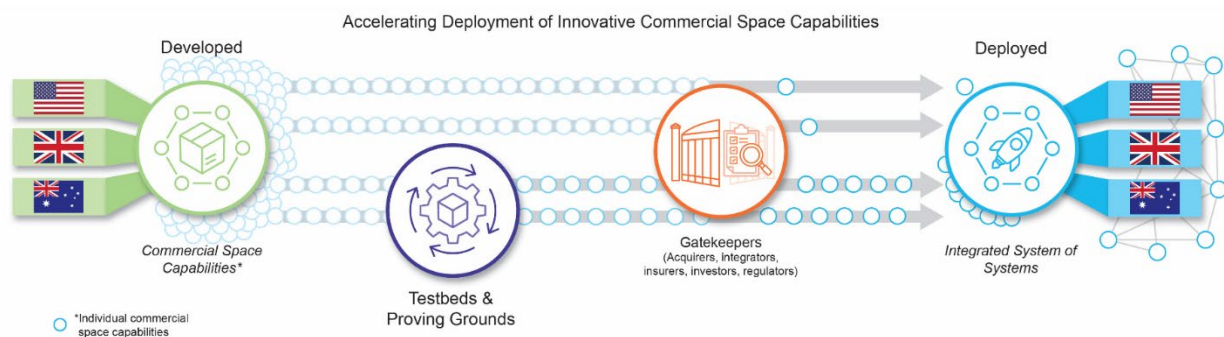 Accelerating Deployment of Innovative Commercial Space Capabilities
Developed
Deployed
Commercial Space
Capabilities*
Testbeds &
Proving Grounds
Gatekeepers
(Acquirers, integrators,
insurers, investors, regulators)
Integrated System of
Systems
*Individual commercial
space capabilities